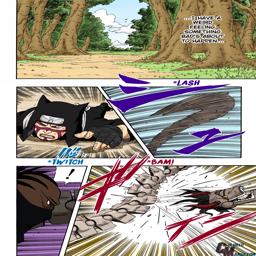 ...I HAVE A
WEIRD
FEELING
SOMETHING
BAD'S ABOUT
TO HAPPEN...
=LASH
=TWITCH
=BAM!
!